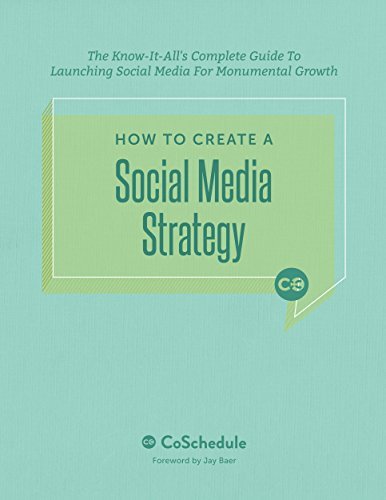 The Know-It-All's Complete Guide To
Launching Social Media For Monumental Growth
HOW TO CREATE A
Social Media
Strategy
CoSchedule
Foreword by Jay Baer